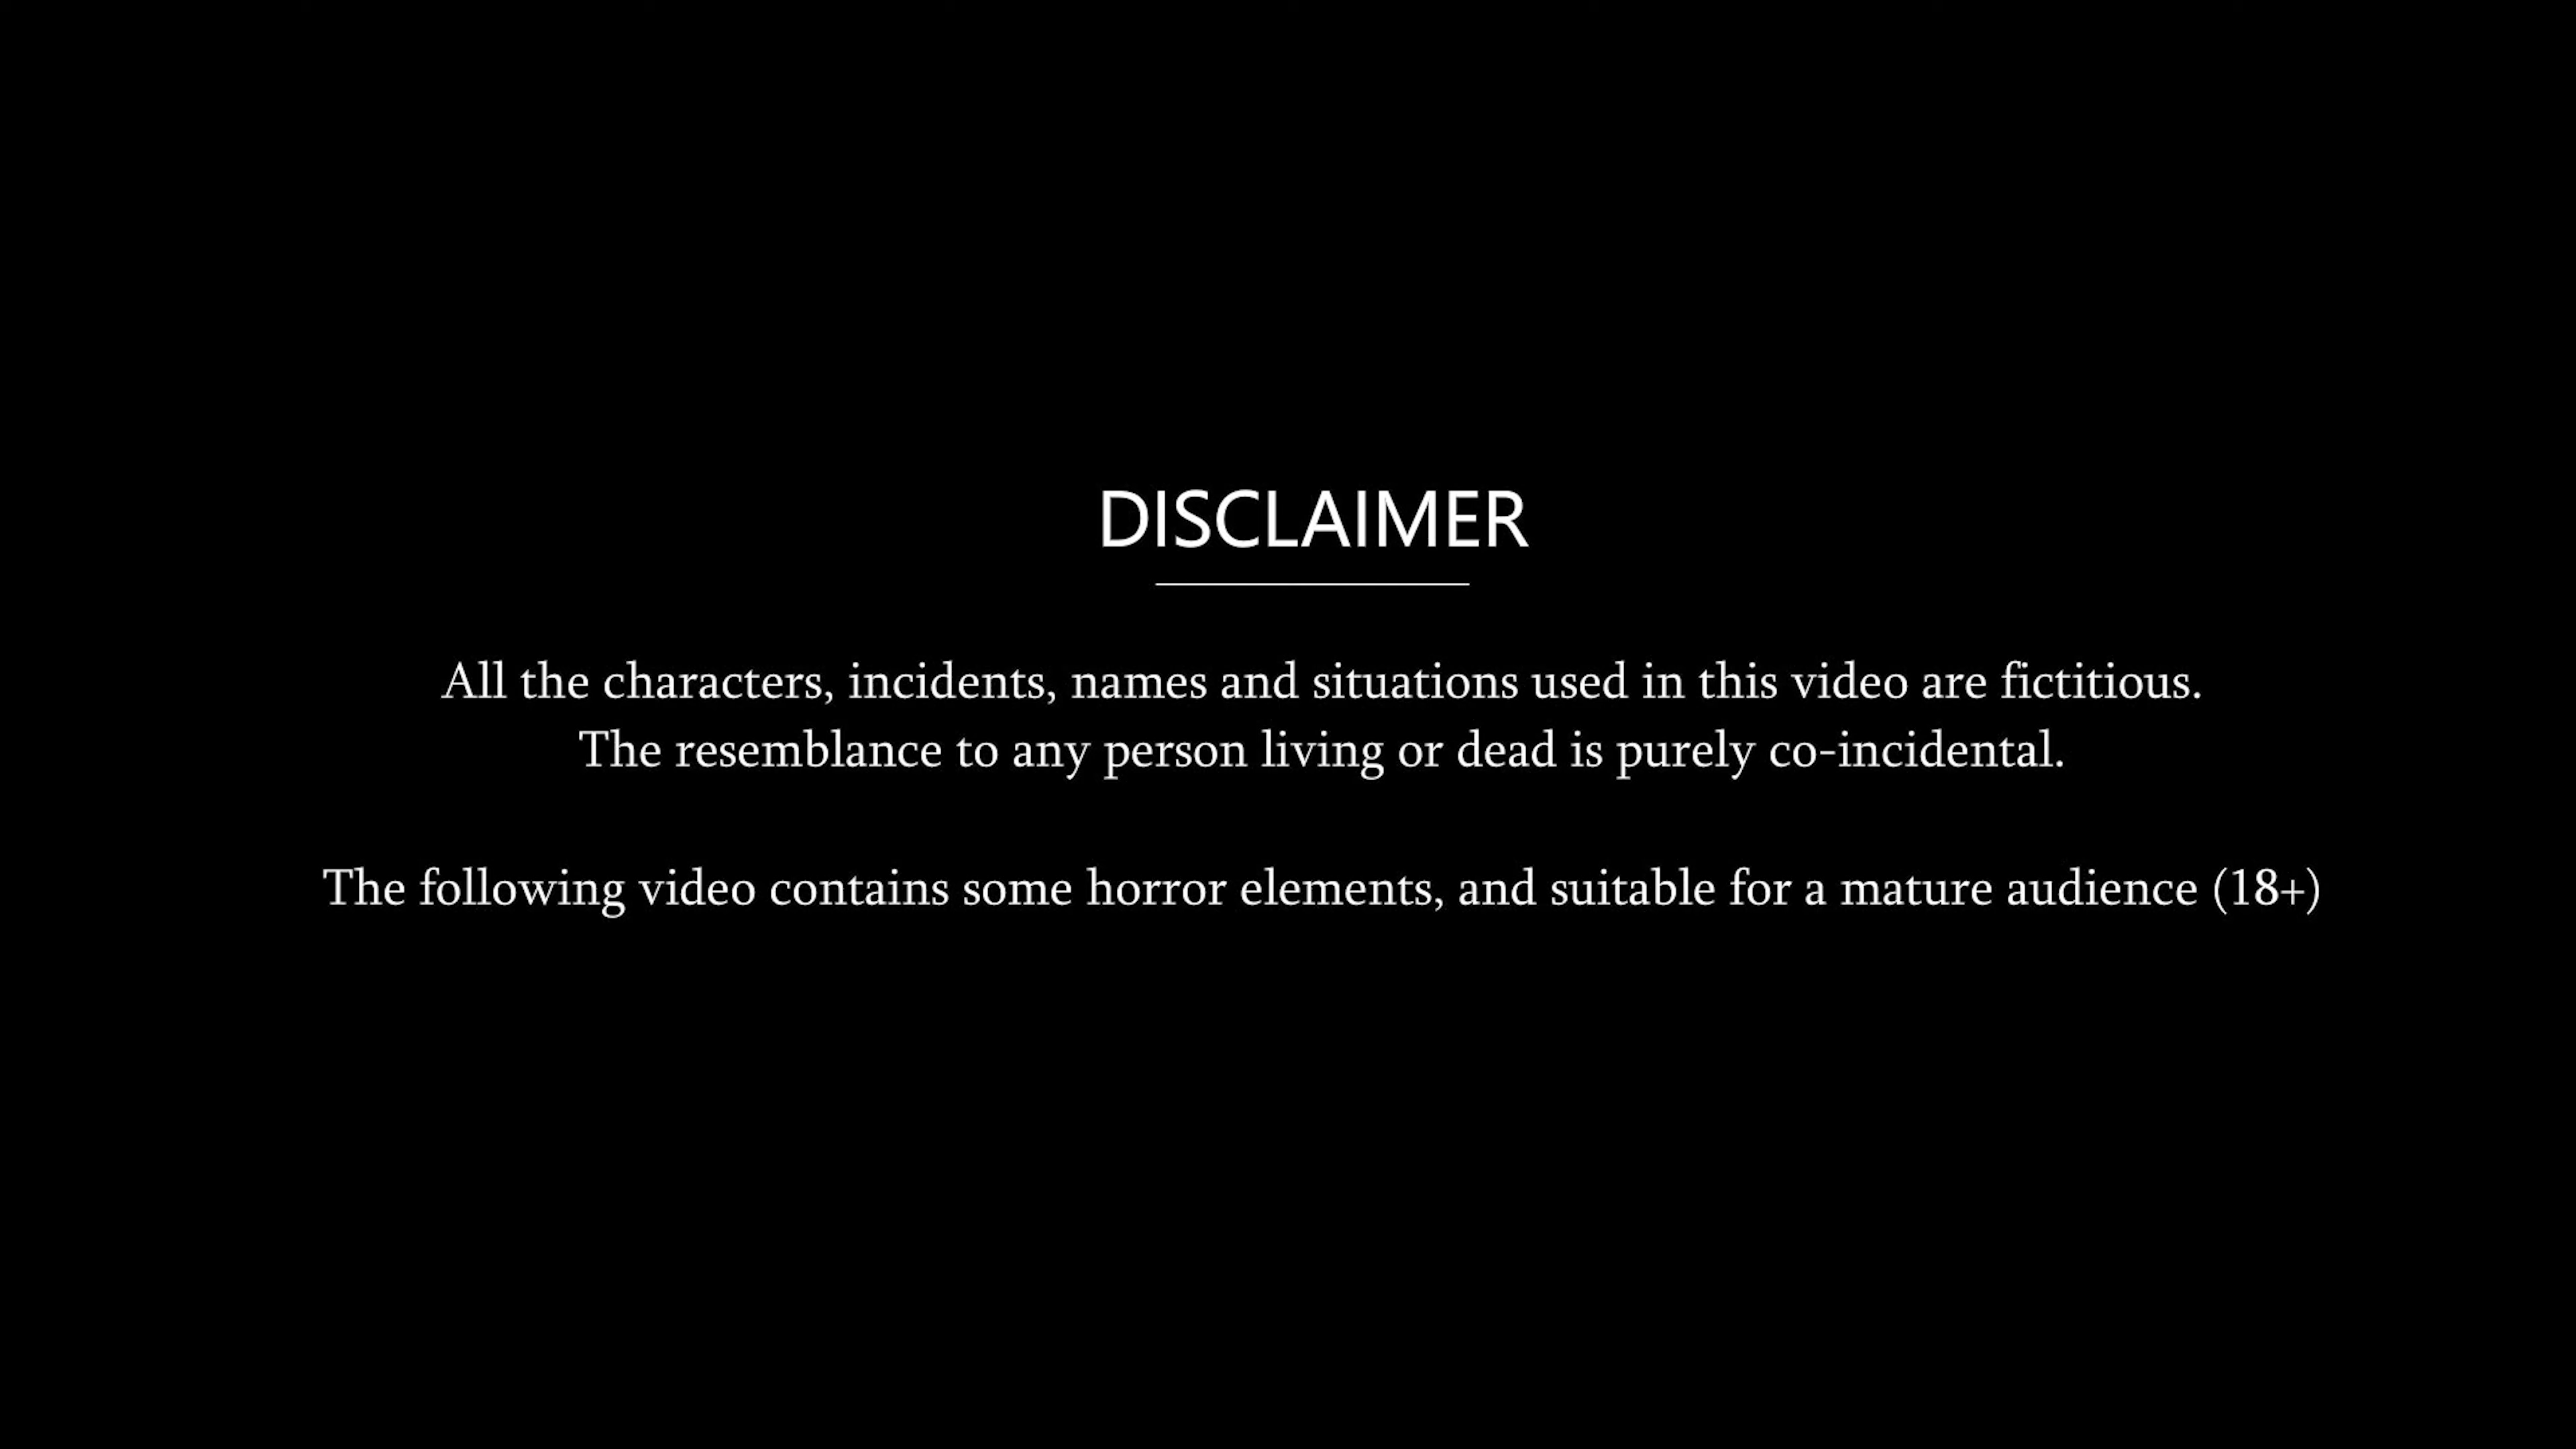 DISCLAIMER
All the characters, incidents, names and situations used in this video are fictitious.
The resemblance to any person living or dead is purely co-incidental.
The following video contains some horror elements, and suitable for a mature audience (18+)